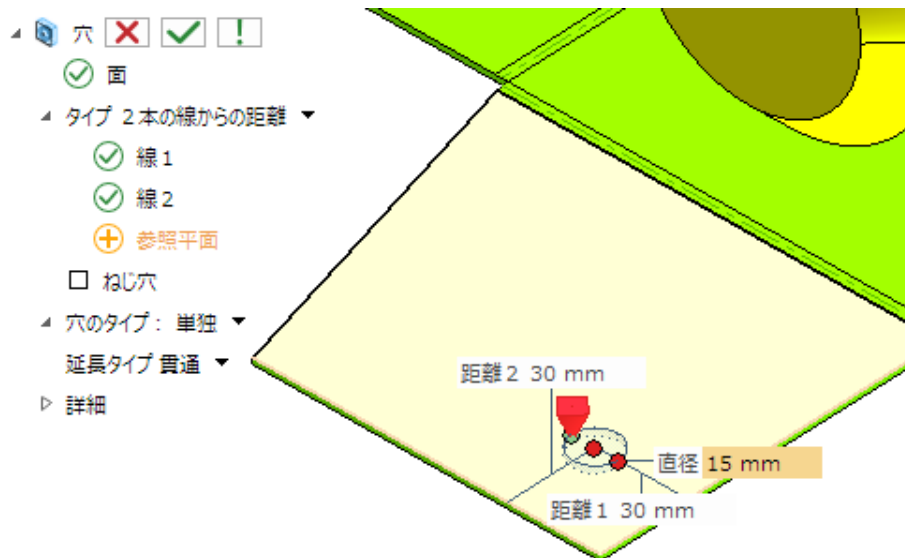 穴
面
タイプ 2本の線からの距離
線1
線2
参照平面
ねじ穴
穴のタイプ： 単独
延長タイプ 貫通
詳細
距離2 30 mm
直径 15 mm
距離1 30 mm